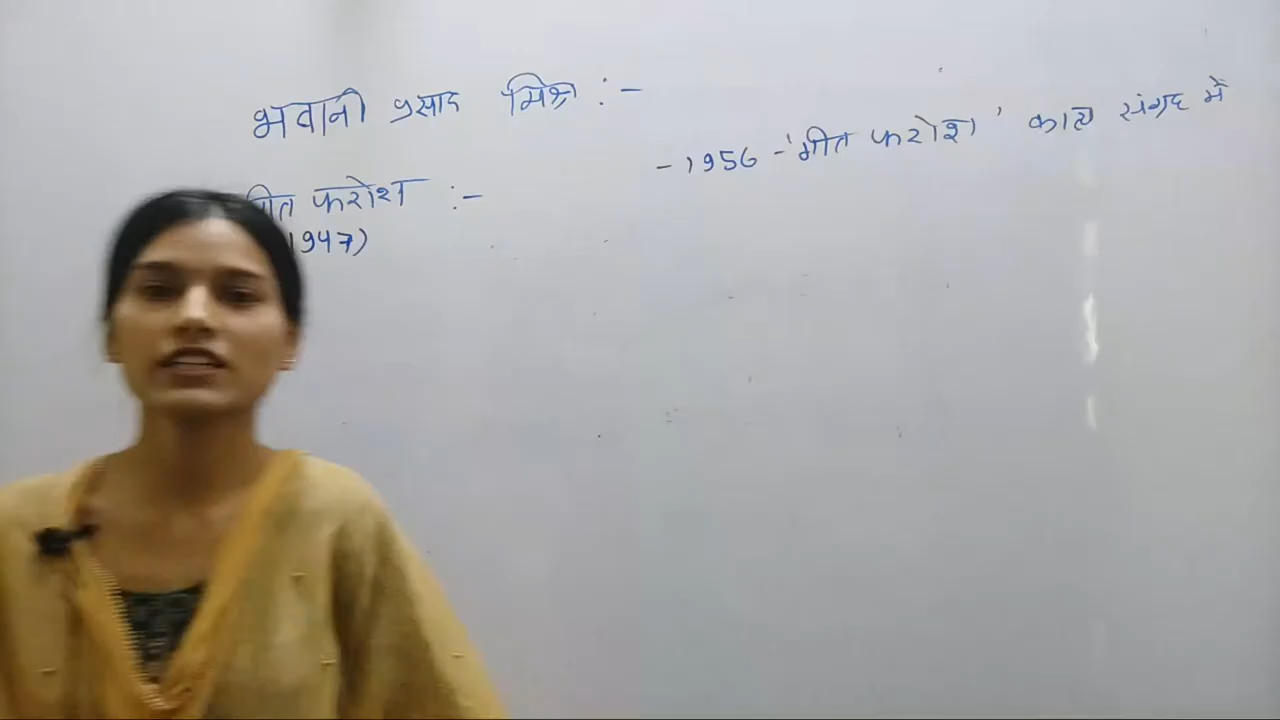 भवानी प्रसाद मिश्र :-
गीत फरोश :-
1947)
- 1956 - 'गीत फरोश' काव्य संग्रह में